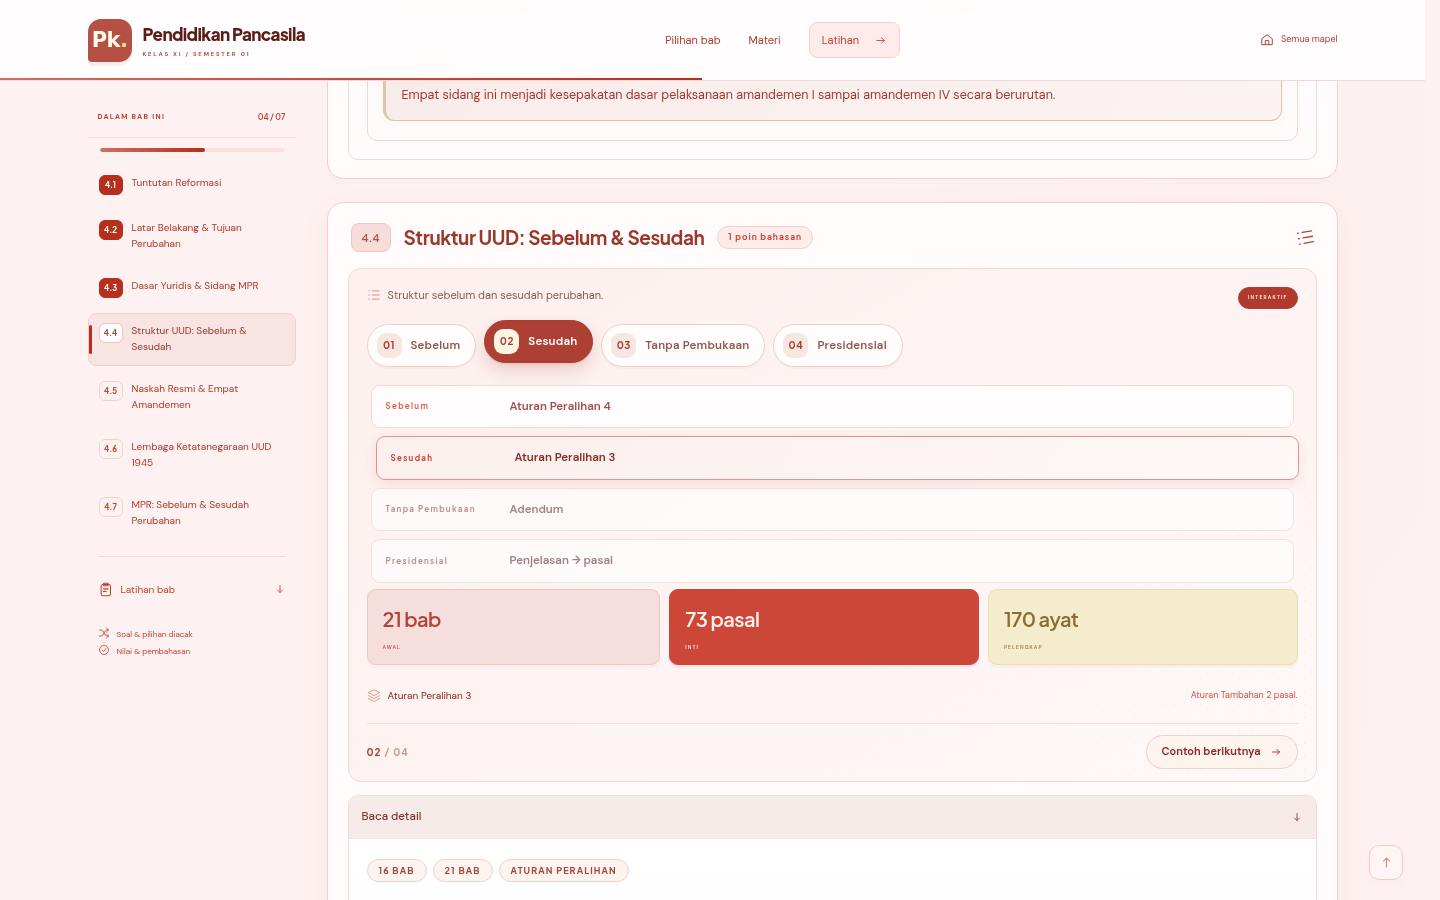 Pk.
Pendidikan Pancasila
KELAS XI / SEMESTER 01
Pilihan bab
Materi
Latihan
Semua mapel
Empat sidang ini menjadi kesepakatan dasar pelaksanaan amandemen I sampai amandemen IV secara berurutan.
DALAM BAB INI
04/07
4.1 Tuntutan Reformasi
4.2 Latar Belakang & Tujuan
Perubahan
4.3 Dasar Yuridis & Sidang MPR
4.4 Struktur UUD: Sebelum &
Sesudah
4.5 Naskah Resmi & Empat
Amandemen
4.6 Lembaga Ketatanegaraan UUD
1945
4.7 MPR: Sebelum & Sesudah
Perubahan
Latihan bab
Soal & pilihan diacak
Nilai & pembahasan
4.4 Struktur UUD: Sebelum & Sesudah
1 poin bahasan
Struktur sebelum dan sesudah perubahan.
INTERAKTIF
01 Sebelum
02 Sesudah
03 Tanpa Pembukaan
04 Presidensial
Sebelum Aturan Peralihan 4
Sesudah Aturan Peralihan 3
Tanpa Pembukaan Adendum
Presidensial Penjelasan → pasal
21 bab
AWAL
73 pasal
INTI
170 ayat
PELENGKAP
Aturan Peralihan 3
Aturan Tambahan 2 pasal.
02 / 04
Contoh berikutnya
Baca detail
16 BAB
21 BAB
ATURAN PERALIHAN